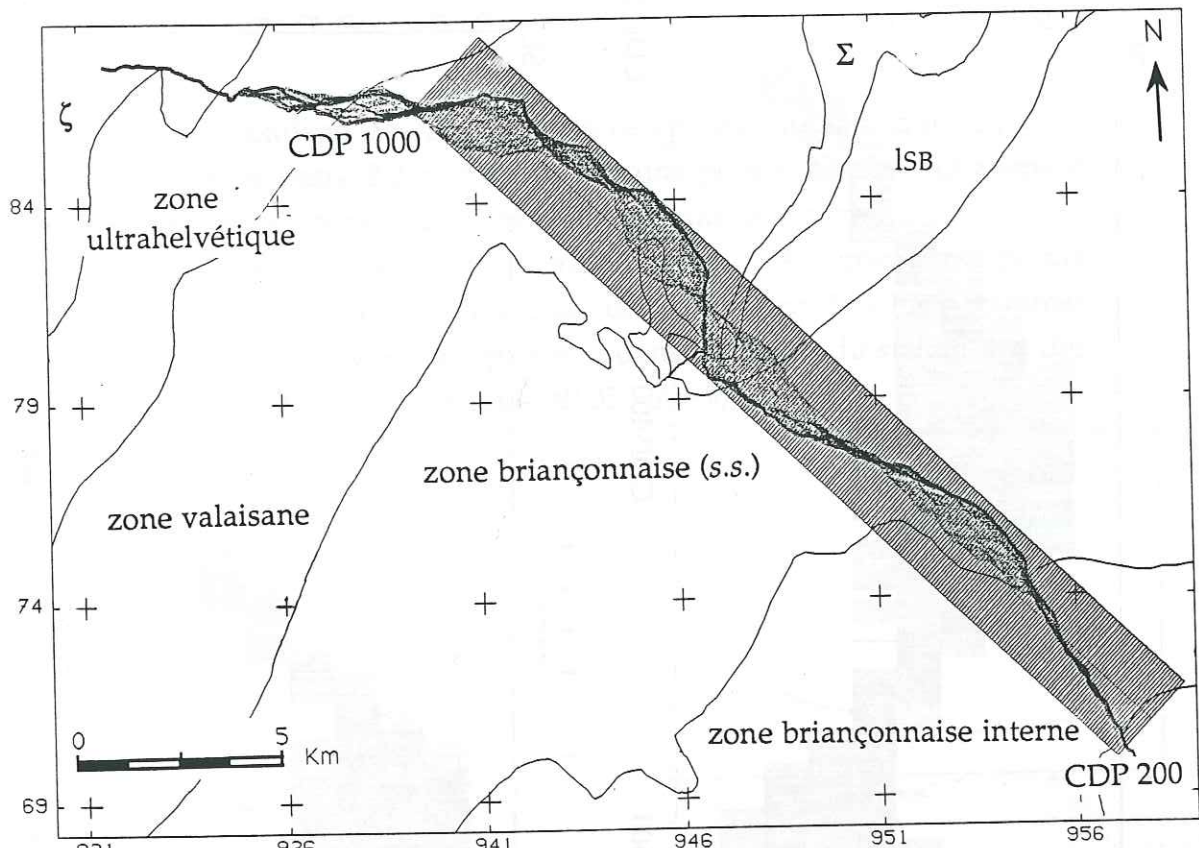 N
Σ
ζ
CDP 1000
lSB
84
zone
ultrahelvétique
79
zone briançonnaise (s.s.)
zone valaisane
74
zone briançonnaise interne
0 5
Km
CDP 200
69
931 936 941 946 951 956